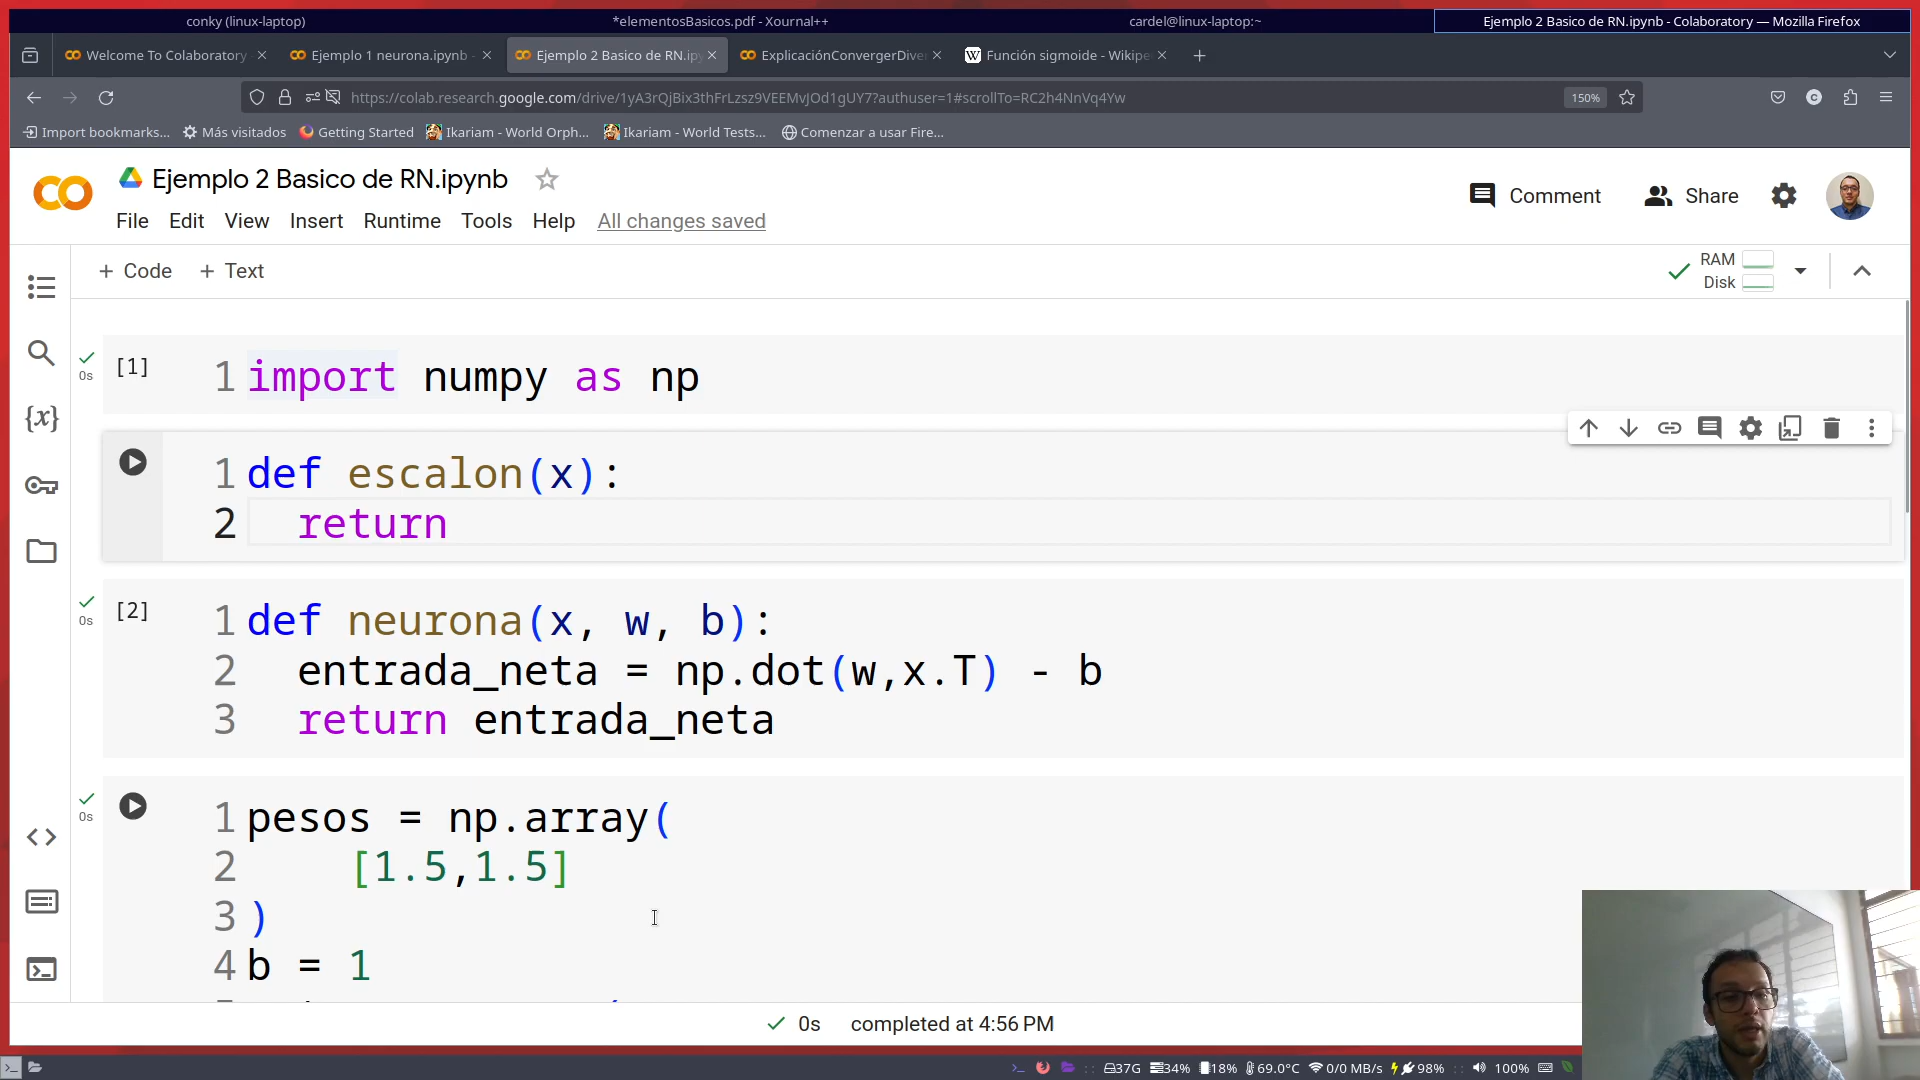 conky (linux-laptop)
*elementosBasicos.pdf - Xournal++
cardel@linux-laptop:~
Ejemplo 2 Basico de RN.ipynb - Colaboratory — Mozilla Firefox
Welcome To Colaboratory
Ejemplo 1 neurona.ipynb -
Ejemplo 2 Basico de RN.ip
ExplicaciónConvergerDive
Función sigmoide - Wikipe
https://colab.research.google.com/drive/1yA3rQjBix3thFrLzsz9VEEMvJOd1gUY7?authuser=1#scrollTo=RC2h4NnVq4Yw
150%
Import bookmarks...
Más visitados
Getting Started
Ikariam - World Orph...
Ikariam - World Tests...
Comenzar a usar Fire...
Ejemplo 2 Basico de RN.ipynb
Comment
Share
File Edit View Insert Runtime Tools Help All changes saved
+ Code + Text
RAM
Disk
0s [1]
1 import numpy as np
1 def escalon(x):
2 return
0s [2]
1 def neurona(x, w, b):
2 entrada_neta = np.dot(w,x.T) - b
3 return entrada_neta
0s
1 pesos = np.array(
2 [1.5,1.5]
3 )
4 b = 1
0s completed at 4:56 PM
37G 34% 18% 69.0°C 0/0 MB/s 98% 100%